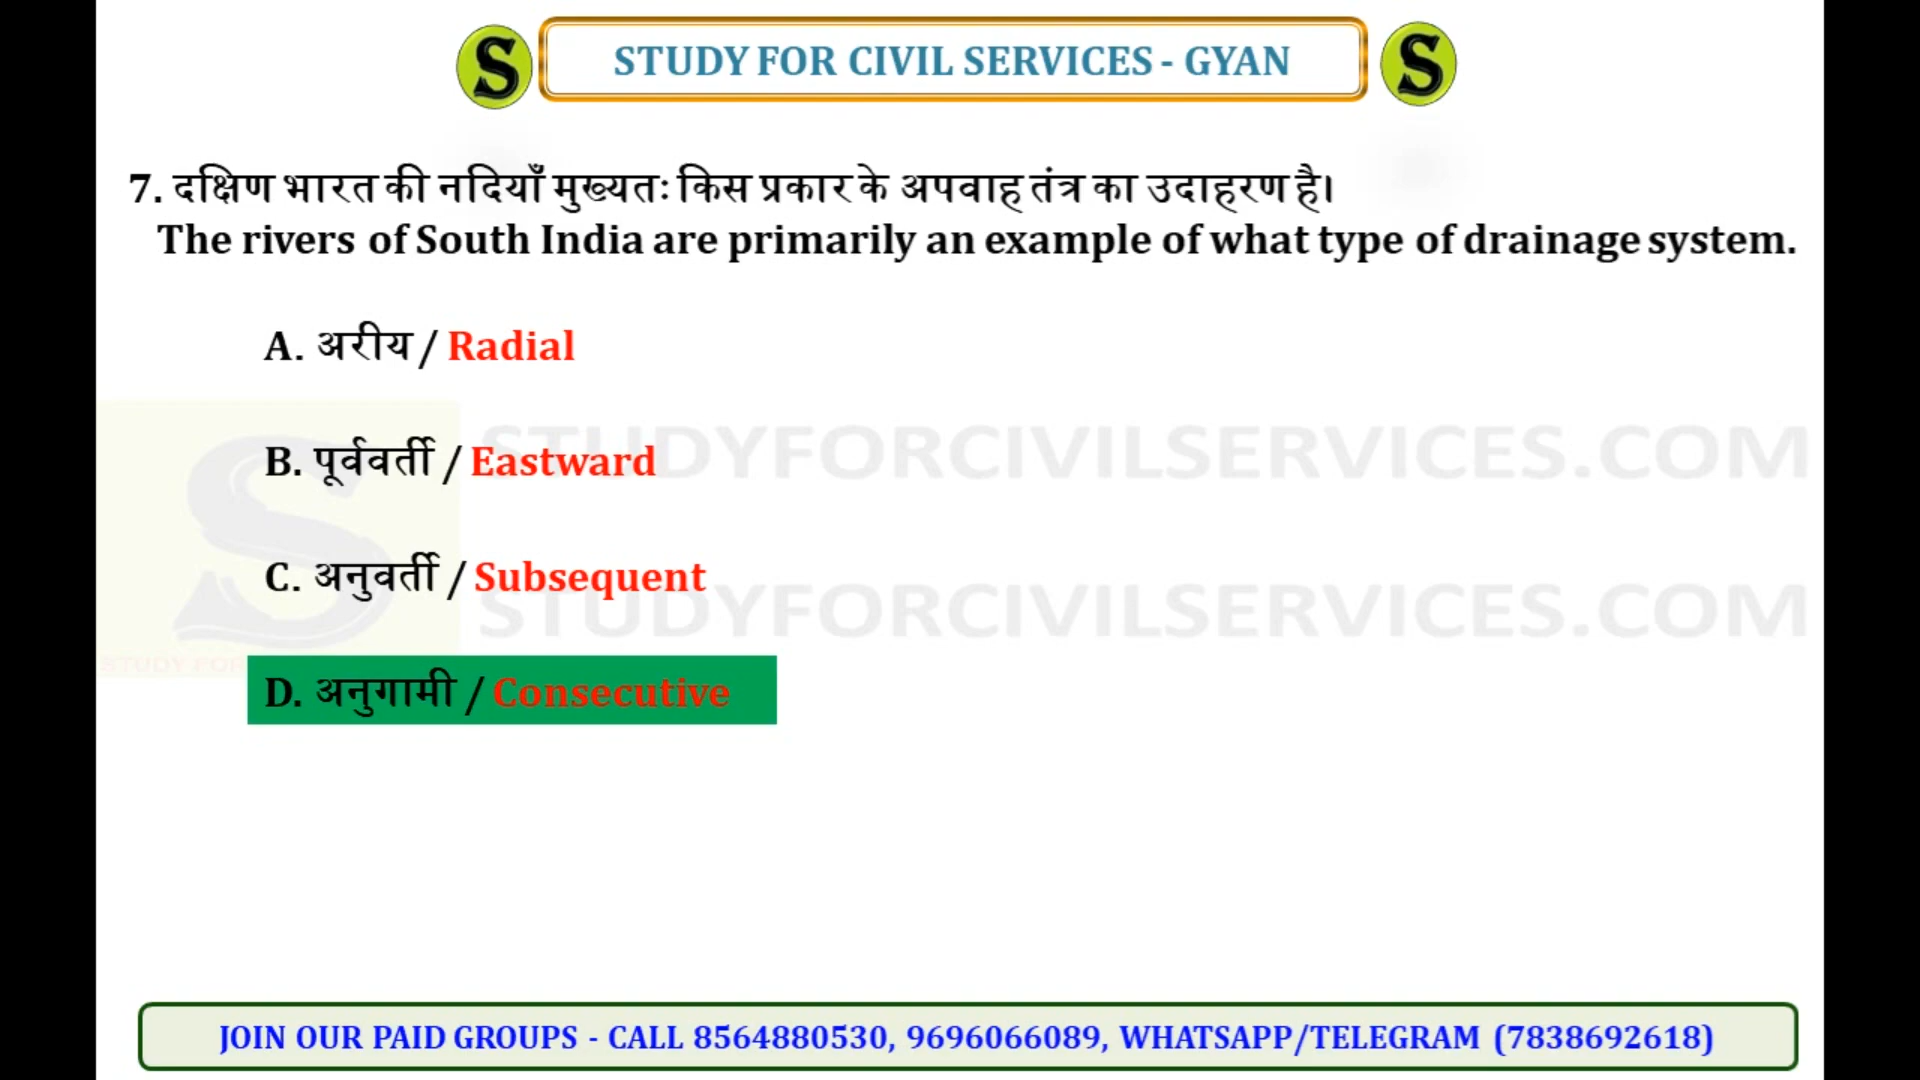 S STUDY FOR CIVIL SERVICES - GYAN S
7. दक्षिण भारत की नदियाँ मुख्यतः किस प्रकार के अपवाह तंत्र का उदाहरण है।
The rivers of South India are primarily an example of what type of drainage system.
A. अरीय / Radial
STUDYFORCIVILSERVICES.COM
B. पूर्ववर्ती / Eastward
C. अनुवर्ती / Subsequent
STUDYFORCIVILSERVICES.COM
STUDY FOR
D. अनुगामी / Consecutive
JOIN OUR PAID GROUPS - CALL 8564880530, 9696066089, WHATSAPP/TELEGRAM (7838692618)